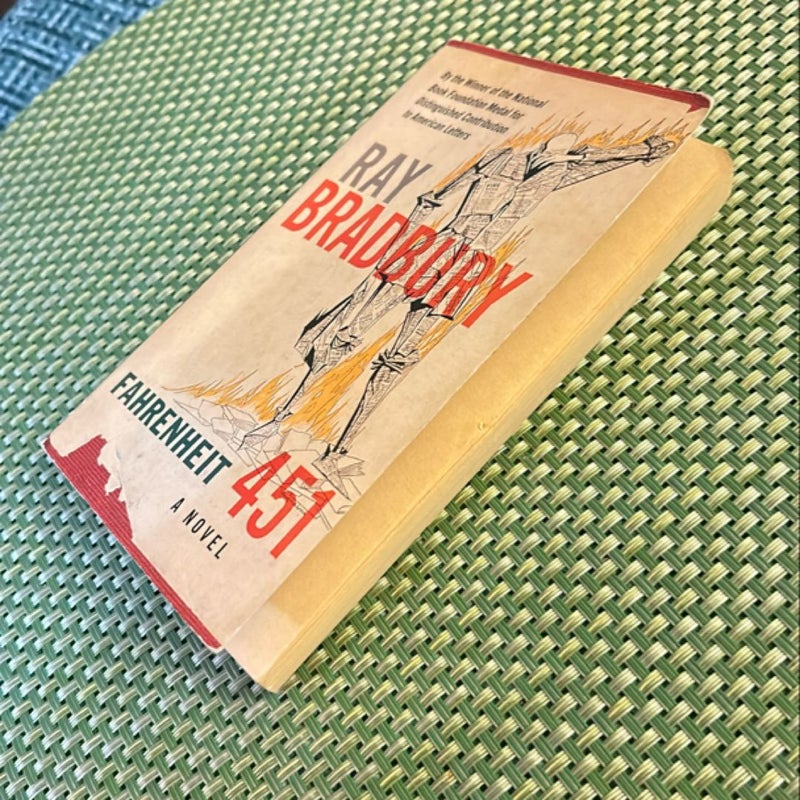 By the Winner of the National
Book Foundation Medal for
Distinguished Contribution
to American Letters
RAY
BRADBURY
FAHRENHEIT 451
A NOVEL